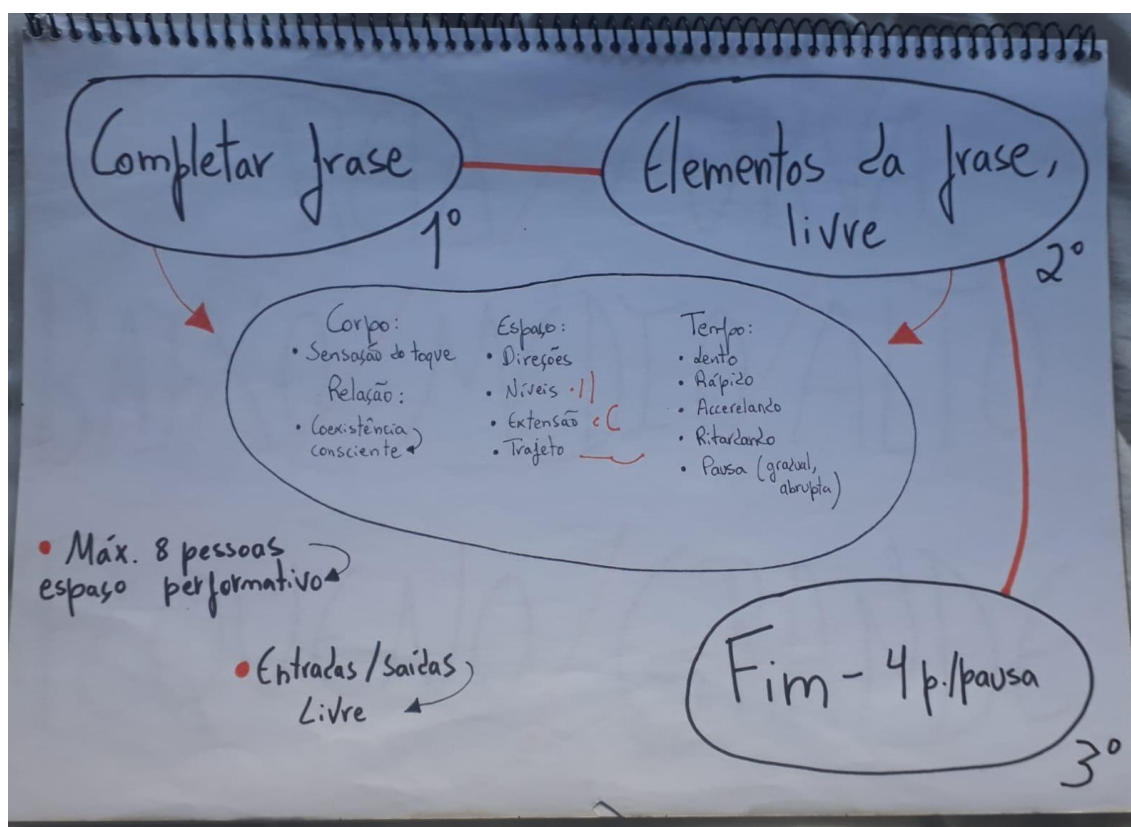 Completar frase
1º
Elementos da frase,
livre
2º
Corpo:
• Sensação do toque
Relação:
• Coexistência
consciente
Espaço:
• Direções
• Níveis
• Extensão
• Trajeto
Tempo:
• Lento
• Rápido
• Accerelando
• Ritardando
• Pausa (gradual,
abrupta)
• Máx. 8 pessoas
espaço performativo
• Entradas/saídas
Livre
Fim - 4 p./pausa
3º